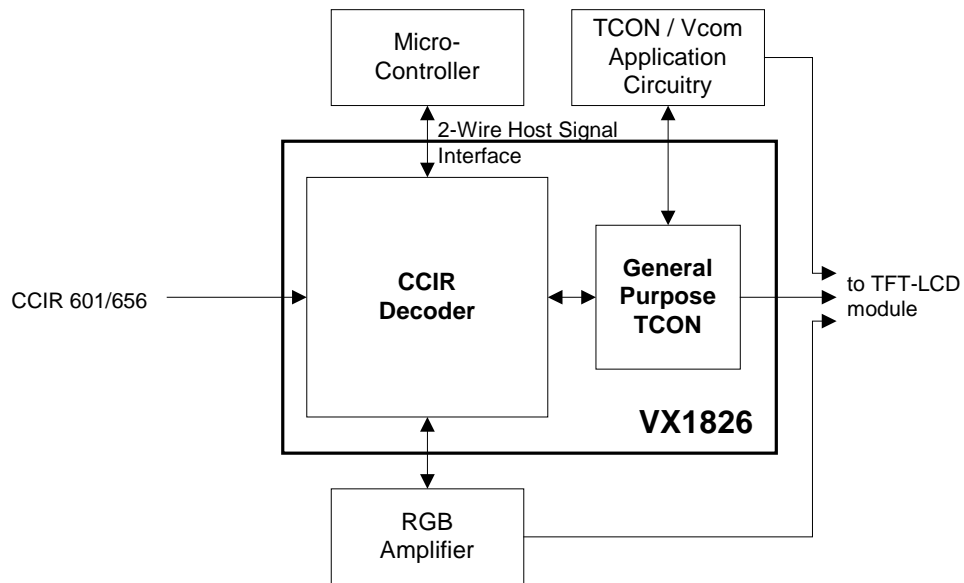 Micro-
Controller
TCON / Vcom
Application
Circuitry
2-Wire Host Signal
Interface
CCIR 601/656
CCIR
Decoder
General
Purpose
TCON
to TFT-LCD
module
VX1826
RGB
Amplifier